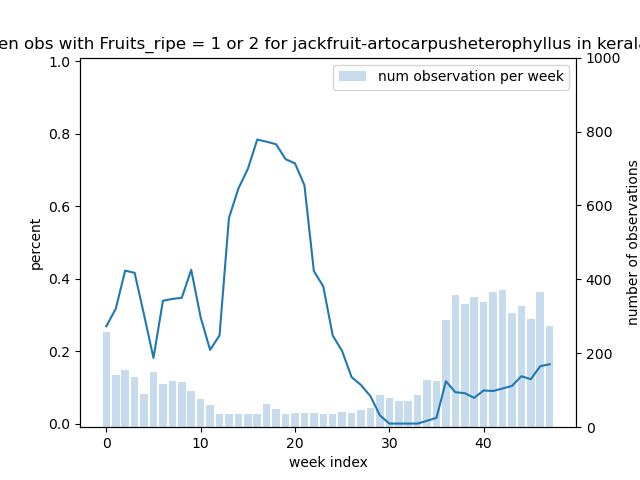 en obs with Fruits_ripe = 1 or 2 for jackfruit-artocarpusheterophyllus in keral
num observation per week
percent
1.0
0.8
0.6
0.4
0.2
0.0
1000
800
600
400
200
0
number of observations
0 10 20 30 40
week index